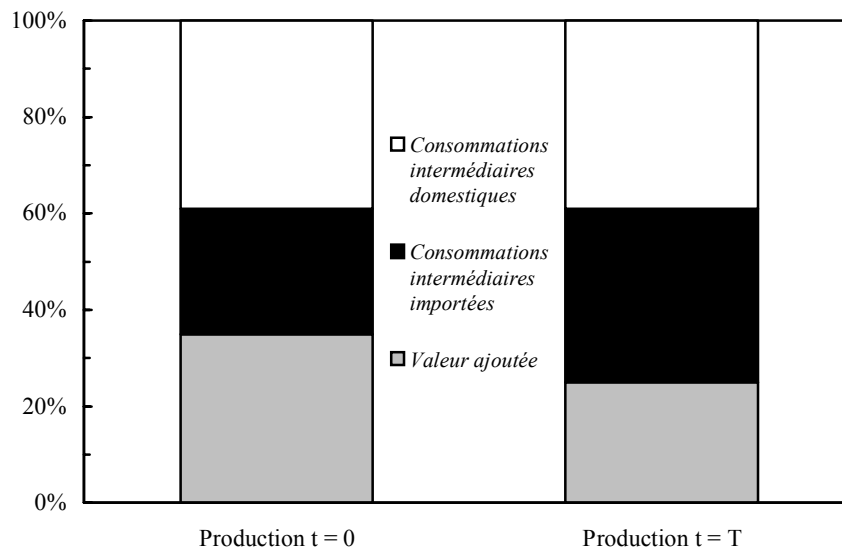 100%
80%
60%
40%
20%
0%
Consommations
intermédiaires
domestiques
Consommations
intermédiaires
importées
Valeur ajoutée
Production t = 0
Production t = T